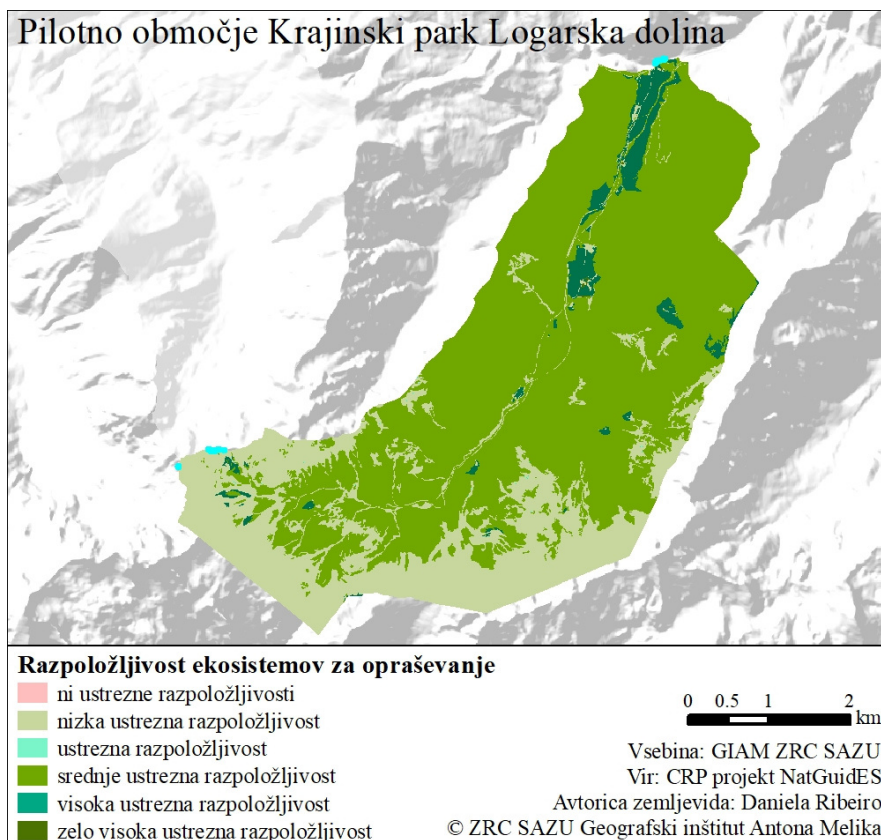 Pilotno območje Krajinski park Logarska dolina
Razpoložljivost ekosistemov za opraševanje
ni ustrezne razpoložljivosti
nizka ustrezna razpoložljivost
ustrezna razpoložljivost
srednje ustrezna razpoložljivost
visoka ustrezna razpoložljivost
zelo visoka ustrezna razpoložljivost
0 0.5 1 2
km
Vsebina: GIAM ZRC SAZU
Vir: CRP projekt NatGuidES
Avtorica zemljevida: Daniela Ribeiro
© ZRC SAZU Geografski inštitut Antona Melika